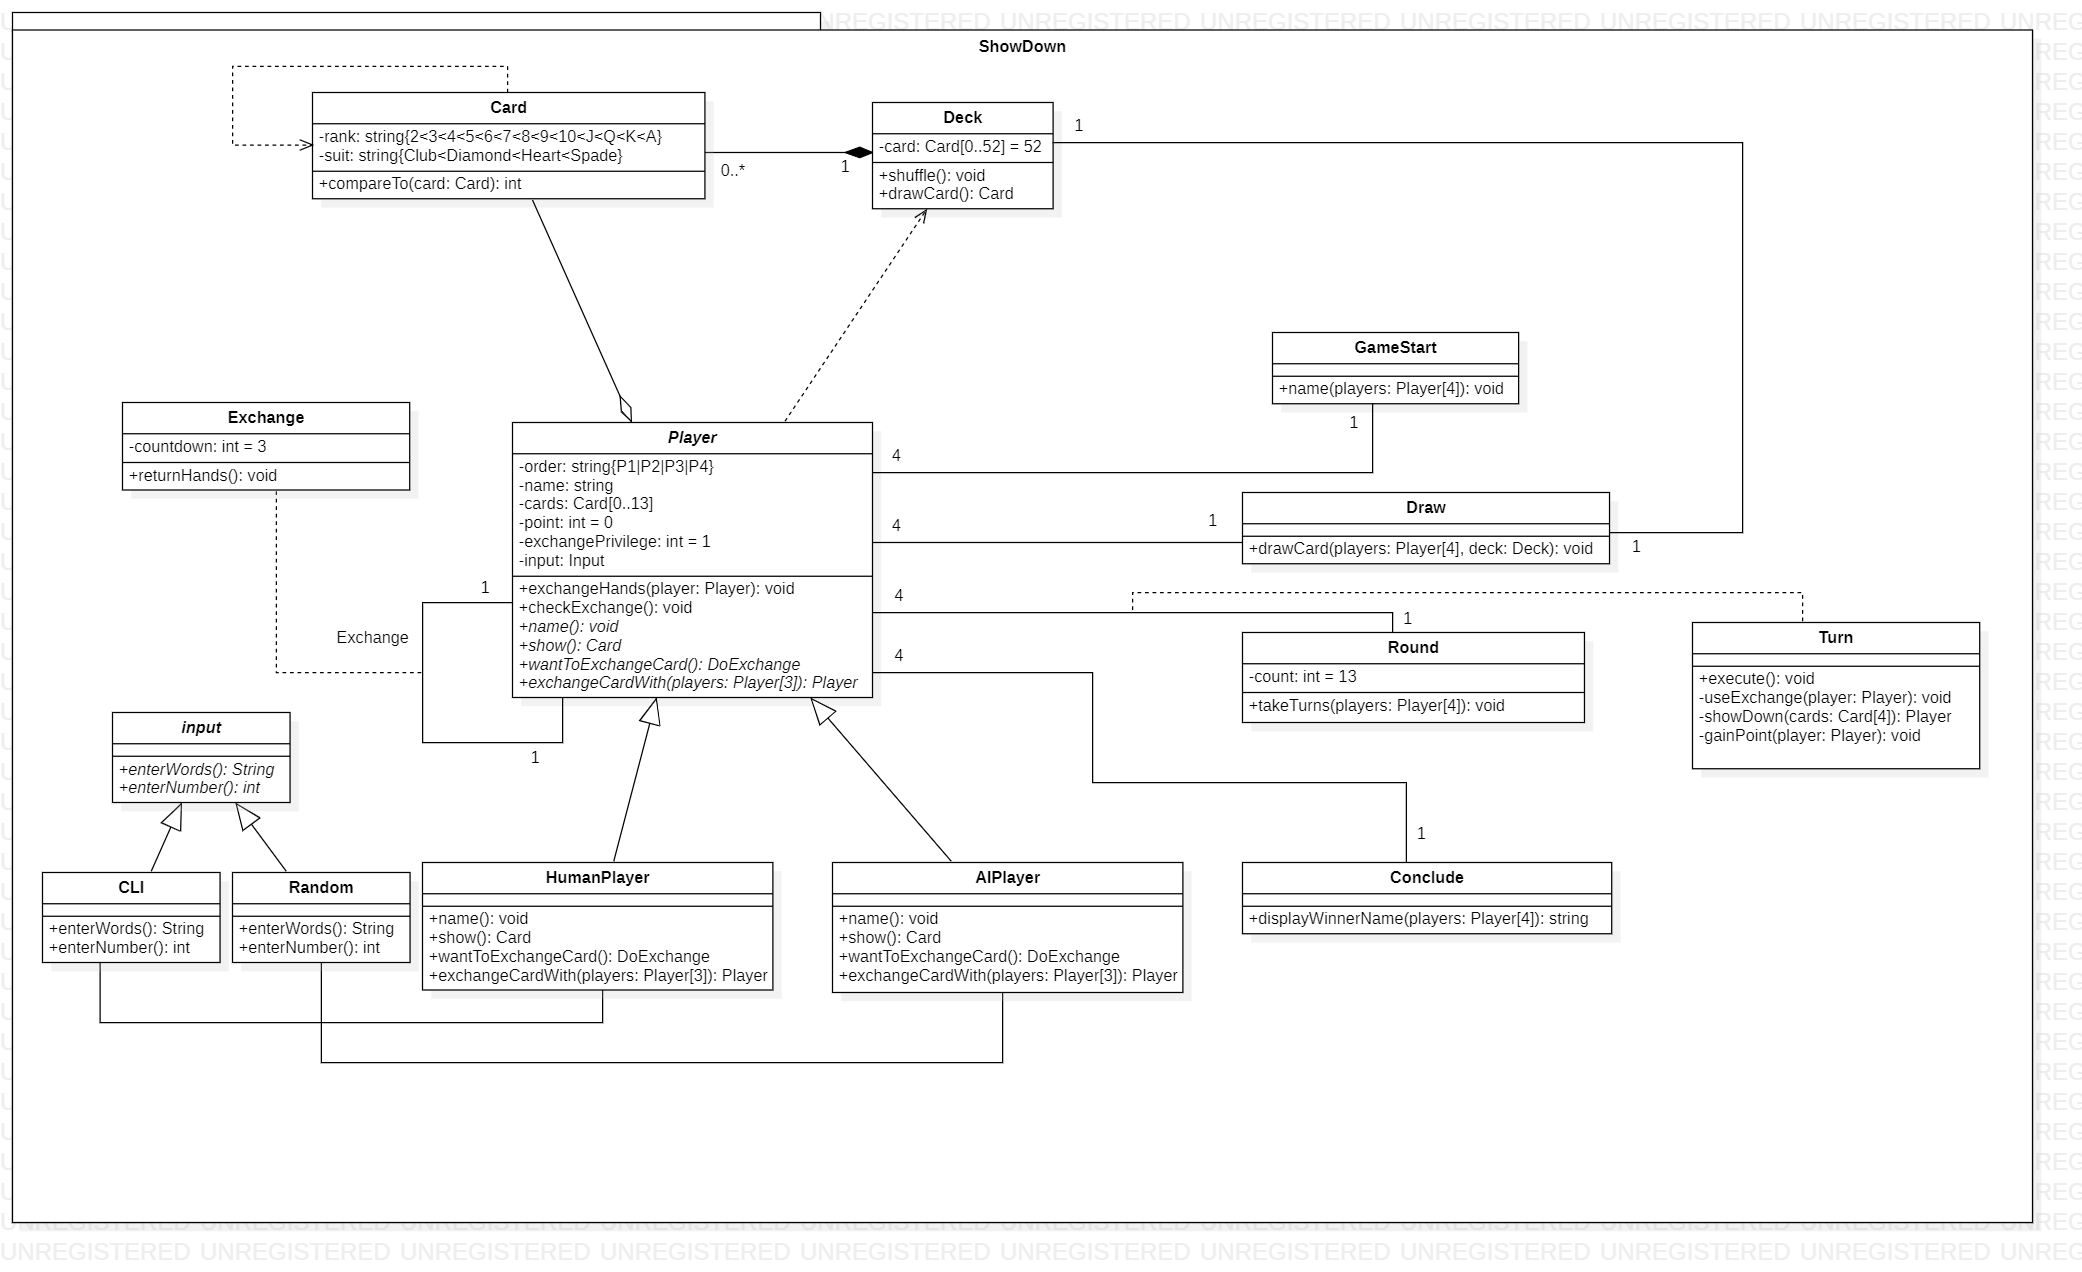 ShowDown
Card
-rank: string{2<3<4<5<6<7<8<9<10<J<Q<K<A}
-suit: string{Club<Diamond<Heart<Spade}
+compareTo(card: Card): int
0..*
1
Deck
-card: Card[0..52] = 52
+shuffle(): void
+drawCard(): Card
1
GameStart
+name(players: Player[4]): void
1
Exchange
-countdown: int = 3
+returnHands(): void
Player
-order: string{P1|P2|P3|P4}
-name: string
-cards: Card[0..13]
-point: int = 0
-exchangePrivilege: int = 1
-input: Input
+exchangeHands(player: Player): void
+checkExchange(): void
+name(): void
+show(): Card
+wantToExchangeCard(): DoExchange
+exchangeCardWith(players: Player[3]): Player
4
4
4
4
1
Exchange
1
Draw
+drawCard(players: Player[4], deck: Deck): void
1
1
1
Round
-count: int = 13
+takeTurns(players: Player[4]): void
Turn
+execute(): void
-useExchange(player: Player): void
-showDown(cards: Card[4]): Player
-gainPoint(player: Player): void
input
+enterWords(): String
+enterNumber(): int
CLI
+enterWords(): String
+enterNumber(): int
Random
+enterWords(): String
+enterNumber(): int
HumanPlayer
+name(): void
+show(): Card
+wantToExchangeCard(): DoExchange
+exchangeCardWith(players: Player[3]): Player
AIPlayer
+name(): void
+show(): Card
+wantToExchangeCard(): DoExchange
+exchangeCardWith(players: Player[3]): Player
1
Conclude
+displayWinnerName(players: Player[4]): string
UNREGISTERED UNREGISTERED UNREGISTERED UNREGISTERED UNREGISTERED UNREGISTERED UNREGISTERED UNREGISTERED UNREGISTERED UNREGISTERED